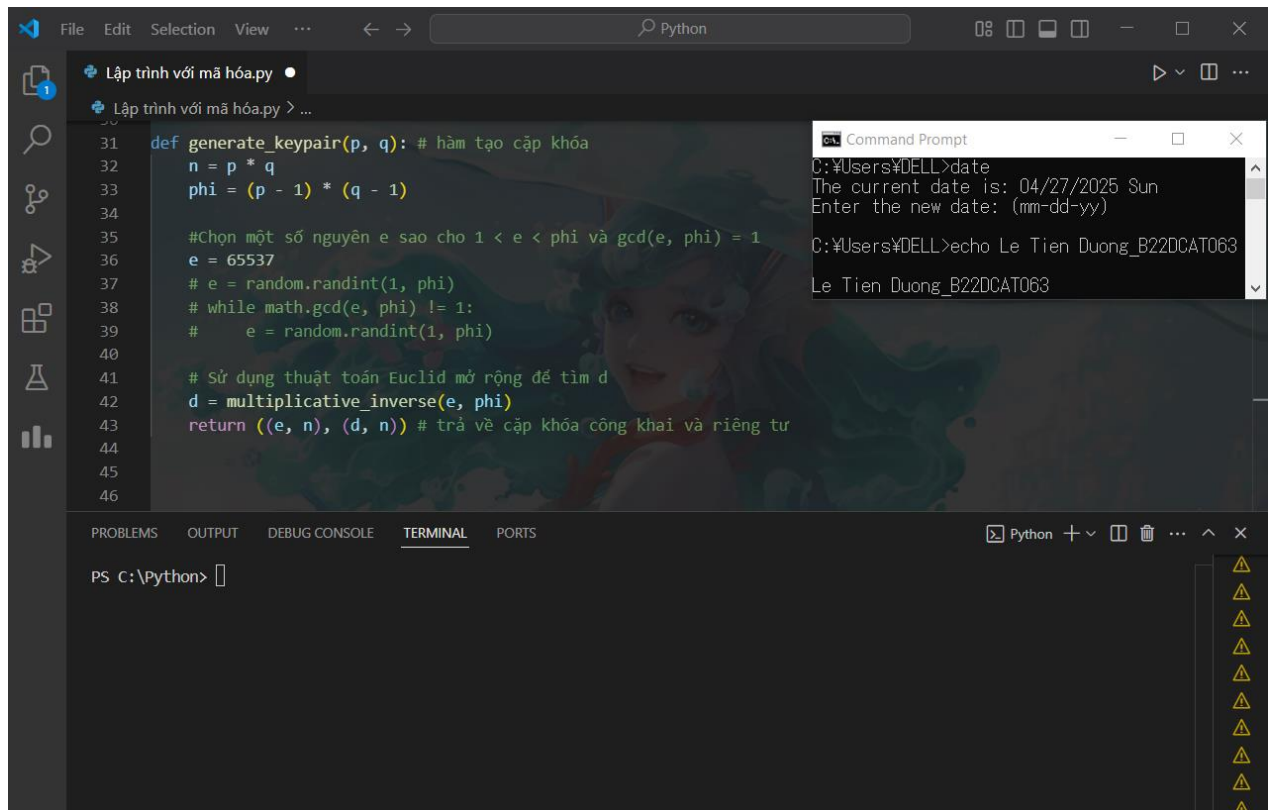 File Edit Selection View ··· ← → Python
Lập trình với mã hóa.py ●
Lập trình với mã hóa.py > ...
31 def generate_keypair(p, q): # hàm tạo cặp khóa
32 n = p * q
33 phi = (p - 1) * (q - 1)
34
35 #Chọn một số nguyên e sao cho 1 < e < phi và gcd(e, phi) = 1
36 e = 65537
37 # e = random.randint(1, phi)
38 # while math.gcd(e, phi) != 1:
39 #     e = random.randint(1, phi)
40
41 # Sử dụng thuật toán Euclid mở rộng để tìm d
42 d = multiplicative_inverse(e, phi)
43 return ((e, n), (d, n)) # trả về cặp khóa công khai và riêng tư
44
45
46
Command Prompt
C:¥Users¥DELL>date
The current date is: 04/27/2025 Sun
Enter the new date: (mm-dd-yy)
C:¥Users¥DELL>echo Le Tien Duong_B22DCAT063
Le Tien Duong_B22DCAT063
1
PROBLEMS OUTPUT DEBUG CONSOLE TERMINAL PORTS Python
PS C:\Python>